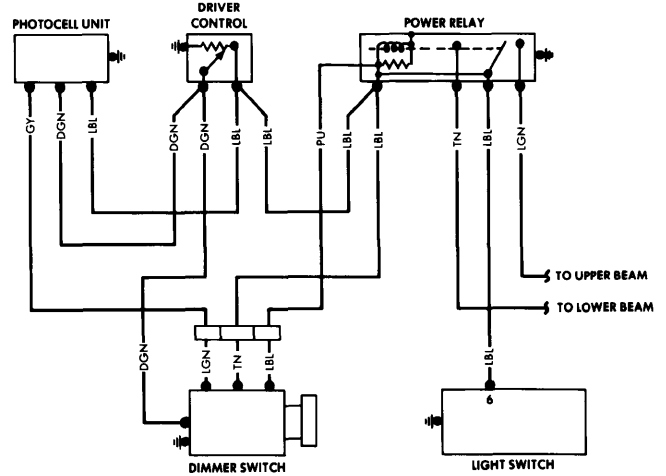 PHOTOCELL UNIT
DRIVER
CONTROL
POWER RELAY
GY
DGN
LBL
DGN
DGN
LBL
LBL
PU
LBL
LBL
TN
LBL
LGN
TO UPPER BEAM
TO LOWER BEAM
DGN
LGN
TN
LBL
LBL
6
DIMMER SWITCH
LIGHT SWITCH